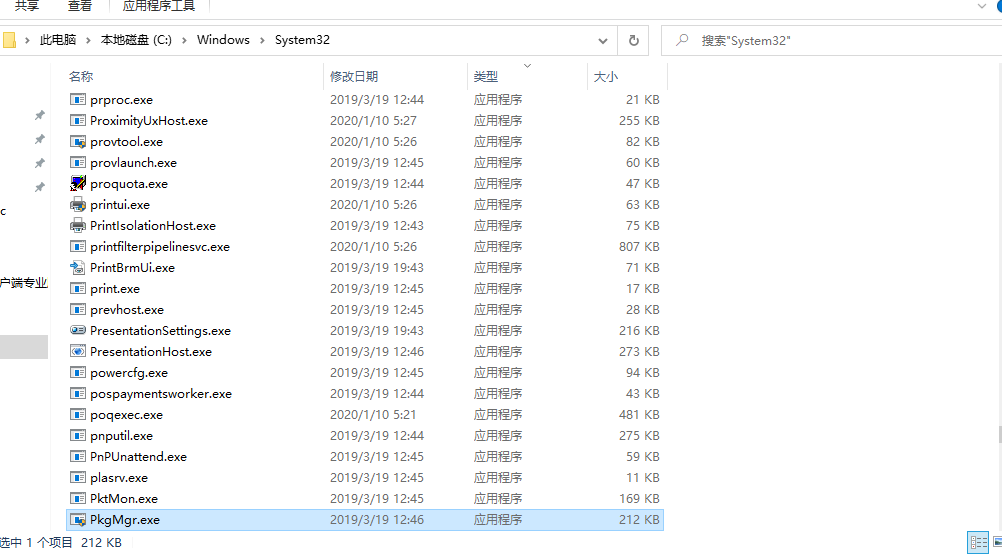 共享 查看 应用程序工具
此电脑 本地磁盘 (C:) Windows System32 搜索"System32"
名称 修改日期 类型 大小
prproc.exe 2019/3/19 12:44 应用程序 21 KB
ProximityUxHost.exe 2020/1/10 5:27 应用程序 255 KB
provtool.exe 2020/1/10 5:26 应用程序 82 KB
provlaunch.exe 2019/3/19 12:45 应用程序 60 KB
proquota.exe 2019/3/19 12:44 应用程序 47 KB
printui.exe 2020/1/10 5:26 应用程序 63 KB
c
PrintIsolationHost.exe 2019/3/19 12:43 应用程序 75 KB
printfilterpipelinesvc.exe 2020/1/10 5:26 应用程序 807 KB
PrintBrmUi.exe 2019/3/19 19:43 应用程序 71 KB
户端专业
print.exe 2019/3/19 12:45 应用程序 17 KB
prevhost.exe 2019/3/19 12:45 应用程序 28 KB
PresentationSettings.exe 2019/3/19 19:43 应用程序 216 KB
PresentationHost.exe 2019/3/19 12:46 应用程序 273 KB
powercfg.exe 2019/3/19 12:45 应用程序 94 KB
pospaymentsworker.exe 2019/3/19 12:44 应用程序 43 KB
poqexec.exe 2020/1/10 5:21 应用程序 481 KB
pnputil.exe 2019/3/19 12:44 应用程序 275 KB
PnPUnattend.exe 2019/3/19 12:45 应用程序 59 KB
plasrv.exe 2019/3/19 12:45 应用程序 11 KB
PktMon.exe 2019/3/19 12:45 应用程序 169 KB
PkgMgr.exe 2019/3/19 12:46 应用程序 212 KB
选中 1 个项目 212 KB